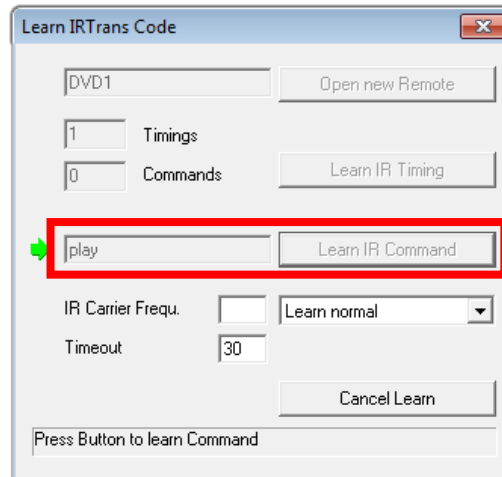 Learn IRTrans Code
DVD1 Open new Remote
1 Timings
0 Commands Learn IR Timing
play Learn IR Command
IR Carrier Frequ. Learn normal
Timeout 30
Cancel Learn
Press Button to learn Command